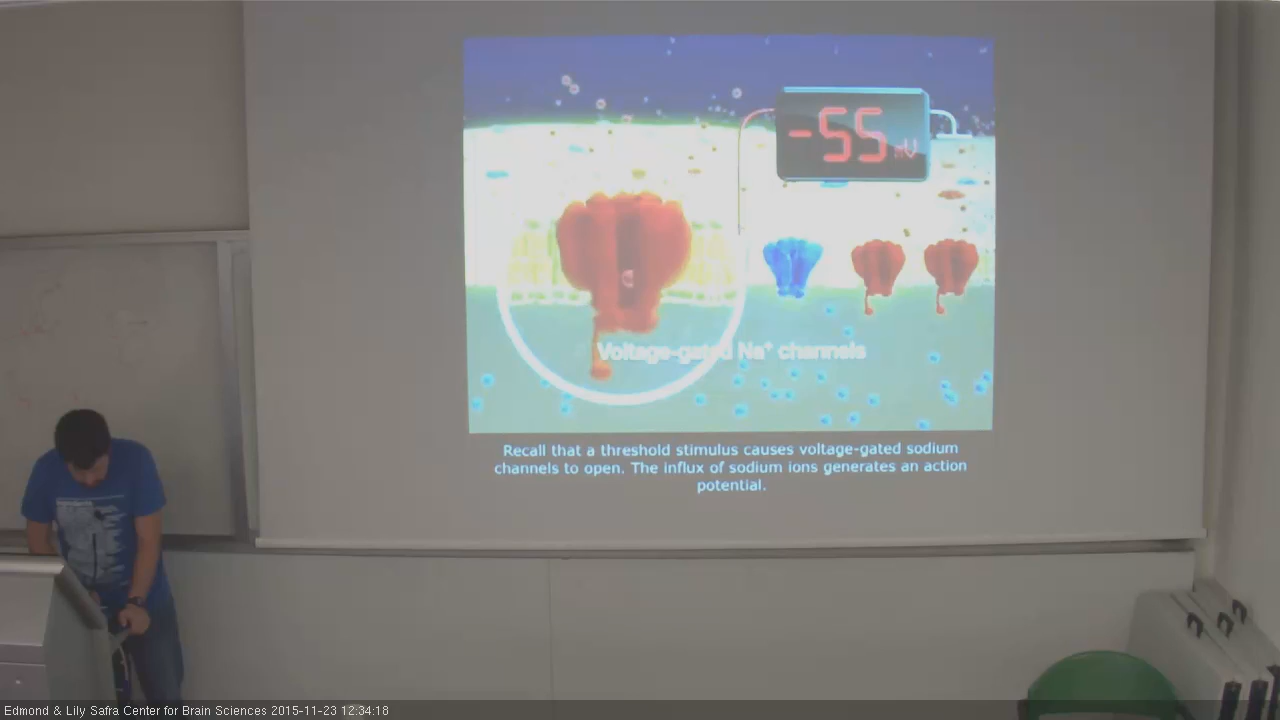 -55 mV
Voltage-gated Na⁺ channels
Recall that a threshold stimulus causes voltage-gated sodium
channels to open. The influx of sodium ions generates an action
potential.
Edmond & Lily Safra Center for Brain Sciences 2015-11-23 12:34:18